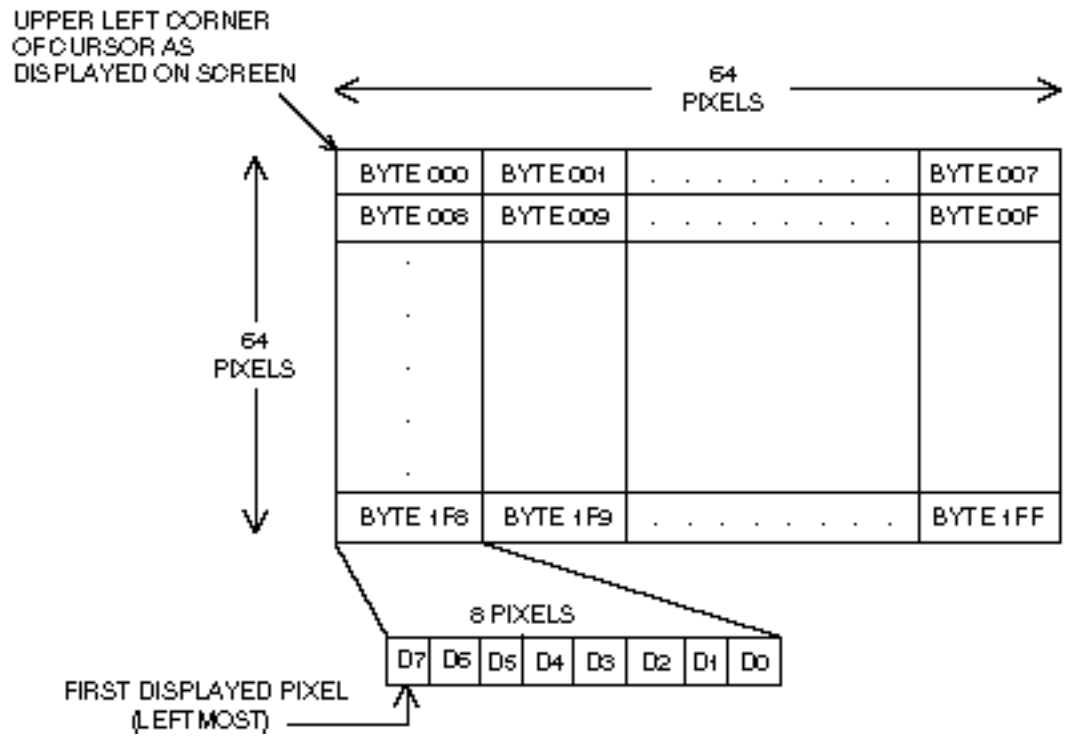 UPPER LEFT CORNER
OF CURSOR AS
DISPLAYED ON SCREEN
64
PIXELS
BYTE 000 BYTE 001 . . . . . . . . BYTE 007
BYTE 008 BYTE 009 . . . . . . . . BYTE 00F
.
.
64
PIXELS
.
.
.
BYTE 1F8 BYTE 1F9 . . . . . . . . BYTE 1FF
8 PIXELS
D7 D6 D5 D4 D3 D2 D1 D0
FIRST DISPLAYED PIXEL
(LEFTMOST)